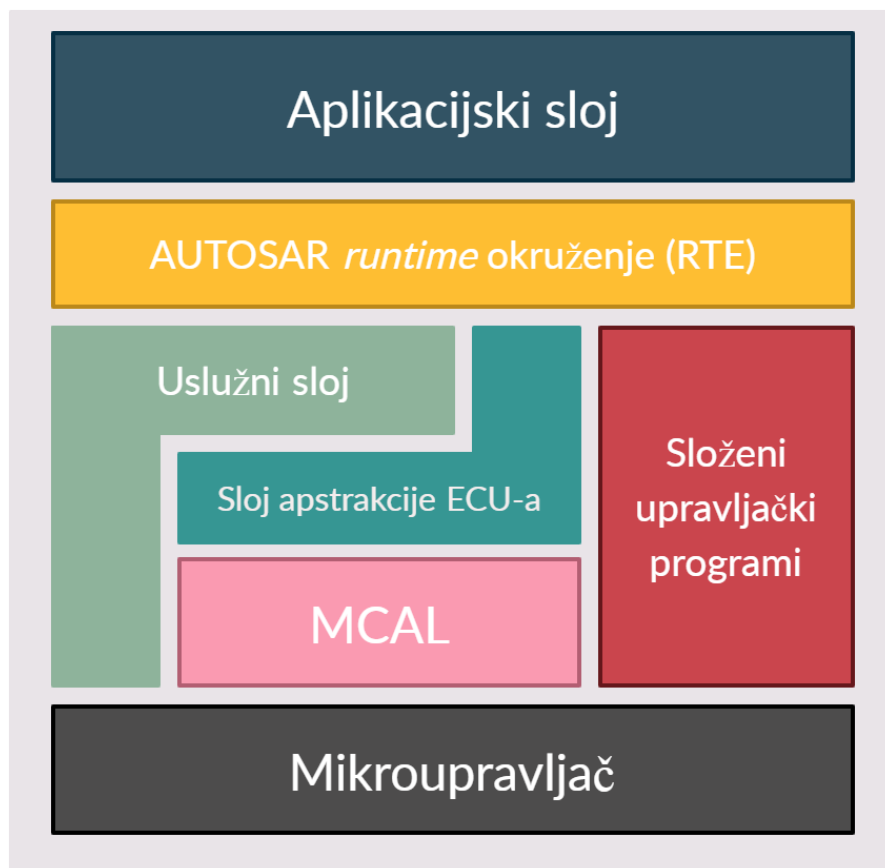 Aplikacijski sloj
AUTOSAR runtime okruženje (RTE)
Uslužni sloj
Sloj apstrakcije ECU-a
MCAL
Složeni
upravljački
programi
Mikroupravljač